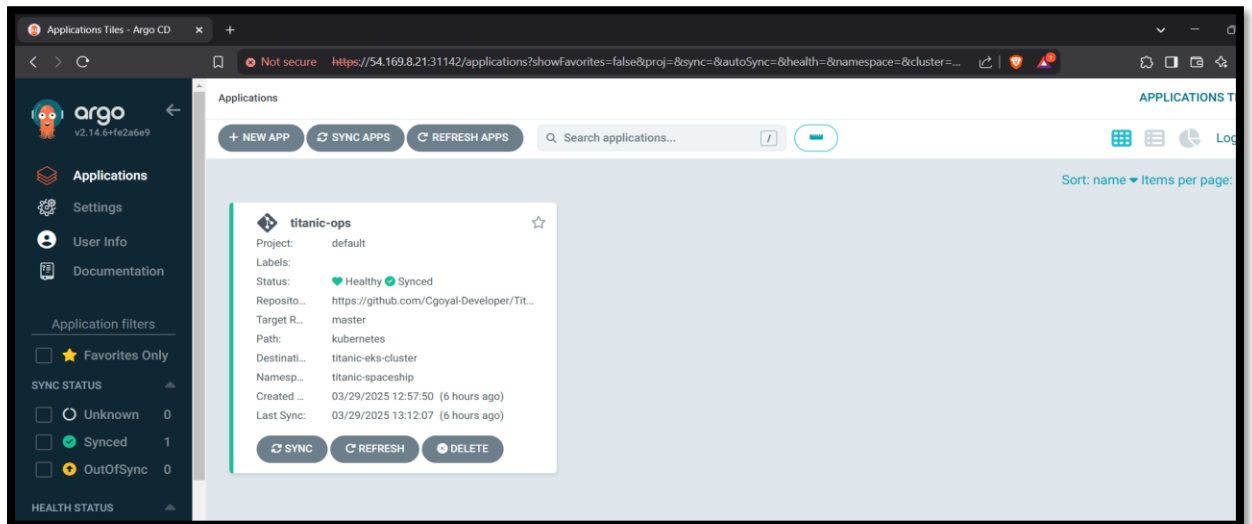 Applications Tiles - Argo CD
Not secure https://54.169.8.21:31142/applications?showFavorites=false&proj=&sync=&autoSync=&health=&namespace=&cluster=...
argo
v2.14.6+fe2a6e9
Applications
Settings
User Info
Documentation
Application filters
Favorites Only
SYNC STATUS
Unknown 0
Synced 1
OutOfSync 0
HEALTH STATUS
Applications APPLICATIONS TI
+ NEW APP SYNC APPS REFRESH APPS Search applications... / Log
Sort: name Items per page:
titanic-ops
Project: default
Labels:
Status: Healthy Synced
Reposito... https://github.com/Cgoyal-Developer/Tit...
Target R... master
Path: kubernetes
Destinati... titanic-eks-cluster
Namesp... titanic-spaceship
Created ... 03/29/2025 12:57:50 (6 hours ago)
Last Sync: 03/29/2025 13:12:07 (6 hours ago)
SYNC REFRESH DELETE